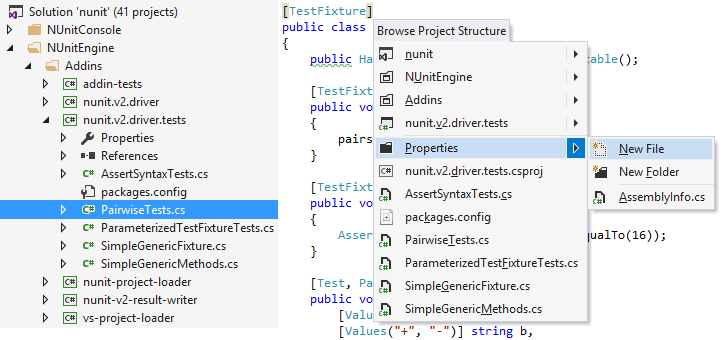 Solution 'nunit' (41 projects)
NUnitConsole
NUnitEngine
Addins
addin-tests
nunit.v2.driver
nunit.v2.driver.tests
Properties
References
AssertSyntaxTests.cs
packages.config
PairwiseTests.cs
ParameterizedTestFixtureTests.cs
SimpleGenericFixture.cs
SimpleGenericMethods.cs
nunit-project-loader
nunit-v2-result-writer
vs-project-loader
[TestFixture]
public class
{
public Ha
table();
[TestFixt
public vo
{
pairs
}
[TestFixt
public vo
{
Asse
qualTo(16));
}
[Test, Pa
public vo
[Valu
[Values("+", "-")] string b,
Browse Project Structure
nunit
NUnitEngine
Addins
nunit.v2.driver.tests
Properties
nunit.v2.driver.tests.csproj
AssertSyntaxTests.cs
packages.config
PairwiseTests.cs
ParameterizedTestFixtureTests.cs
SimpleGenericFixture.cs
SimpleGenericMethods.cs
New File
New Folder
AssemblyInfo.cs